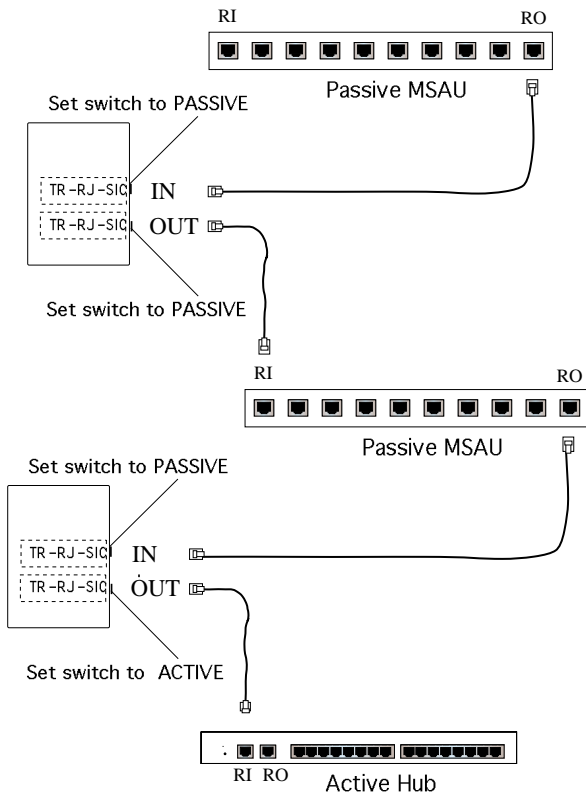 RI RO
Passive MSAU
Set switch to PASSIVE
TR-RJ-SIC IN
TR-RJ-SIC OUT
Set switch to PASSIVE
RI RO
Passive MSAU
Set switch to PASSIVE
TR-RJ-SIC IN
TR-RJ-SIC OUT
Set switch to ACTIVE
RI RO
Active Hub